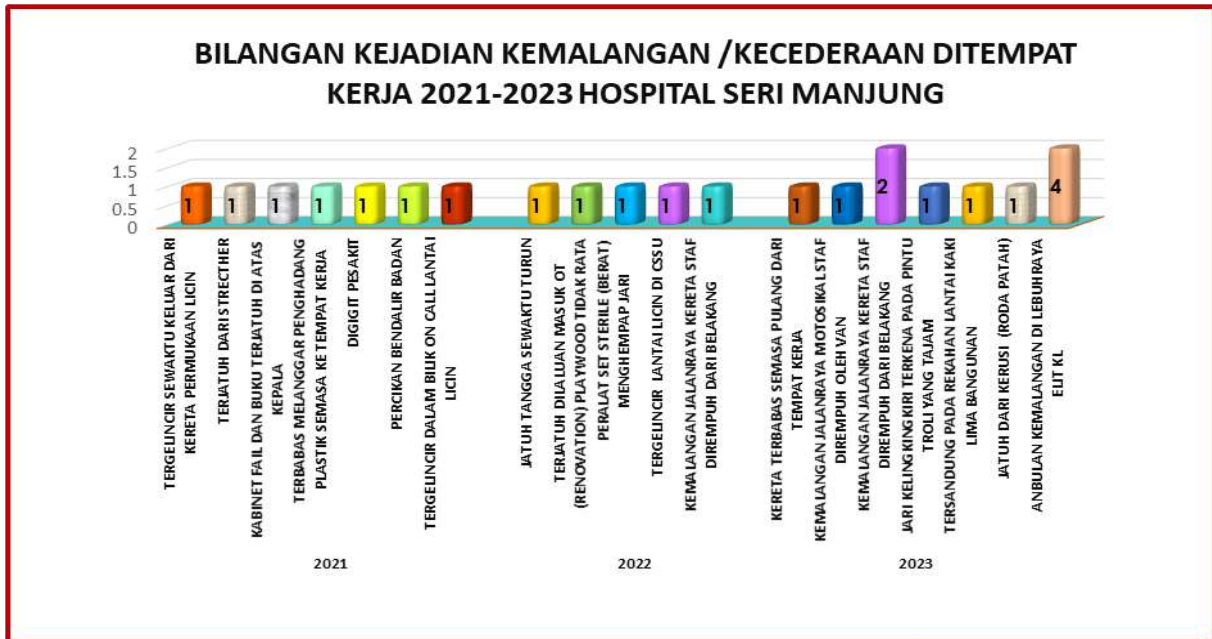 BILANGAN KEJADIAN KEMALANGAN /KECEDERAAN DITEMPAT
KERJA 2021-2023 HOSPITAL SERI MANJUNG
2
1.5
1
0.5
0
1
1
1
1
1
1
1
1
1
1
1
1
1
1
2
1
1
1
4
TERGELINCIR SEWAKTU KELUAR DARI
KERETA PERMUKAAN LICIN
TERJATUH DARI STRECTHER
KABINET FAIL DAN BUKU TERJATUH DI ATAS
KEPALA
TERBABAS MELANGGAR PENGHADANG
PLASTIK SEMASA KE TEMPAT KERJA
DIGIGIT PESAKIT
PERCIKAN BENDALIR BADAN
TERGELINCIR DALAM BILIK ON CALL LANTAI
LICIN
JATUH TANGGA SEWAKTU TURUN
TERJATUH DILALUAN MASUK OT
(RENOVATION) PLAYWOOD TIDAK RATA
PERALAT SET STERILE (BERAT)
MENGHEMPAP JARI
TERGELINCIR LANTAI LICIN DI CSSU
KEMALANGAN JALANRAYA KERETA STAF
DIREMPUH DARI BELAKANG
KERETA TERBABAS SEMASA PULANG DARI
TEMPAT KERJA
KEMALANGAN JALANRAYA MOTOSIKAL STAF
DIREMPUH OLEH VAN
KEMALANGAN JALANRAYA KERETA STAF
DIREMPUH DARI BELAKANG
JARI KELINGKING KIRI TERKENA PADA PINTU
TROLI YANG TAJAM
TERSANDUNG PADA REKAHAN LANTAI KAKI
LIMA BANGUNAN
JATUH DARI KERUSI (RODA PATAH)
ANBULAN KEMALANGAN DI LEBUHRAYA
ELIT KL
2021
2022
2023